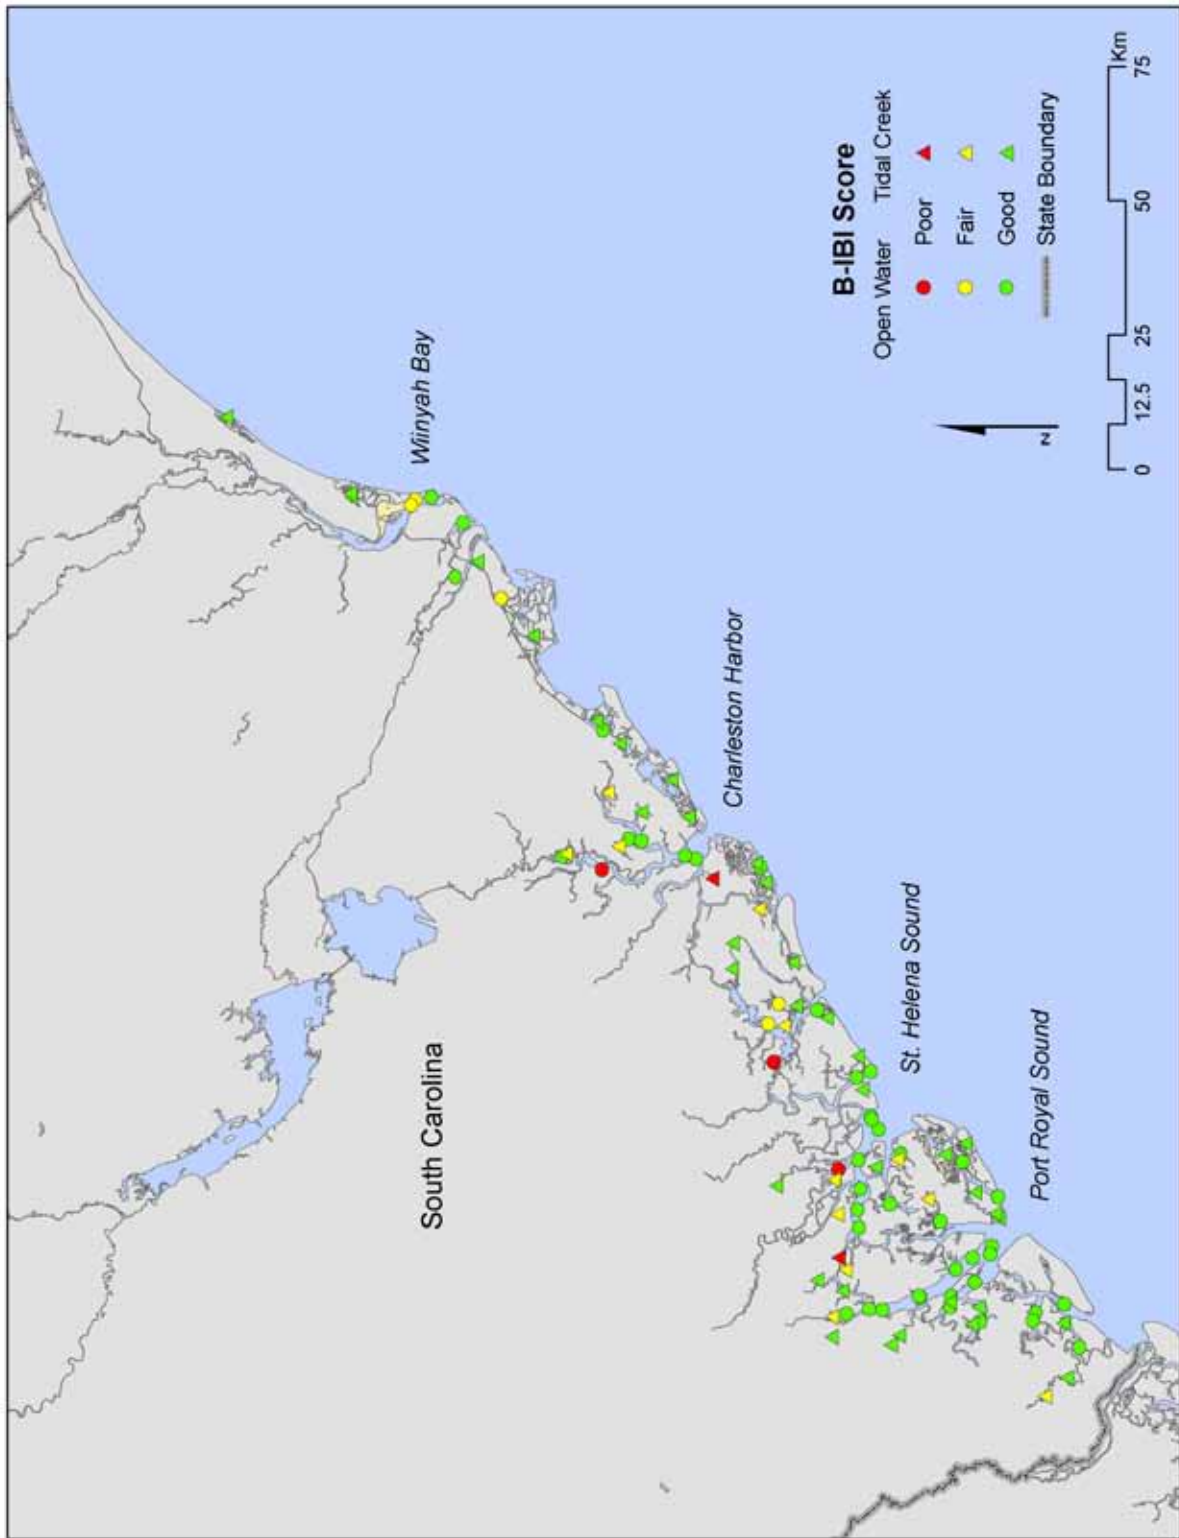 South Carolina
Wiinyah Bay
Charleston Harbor
St. Helena Sound
Port Royal Sound
B-IBI Score
Open Water Tidal Creek
Poor
Fair
Good
State Boundary
N
Km
0 12.5 25 50 75